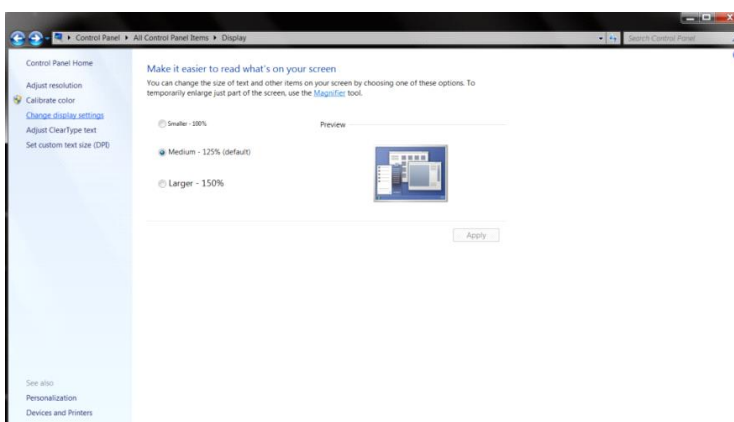 Control Panel ▸ All Control Panel Items ▸ Display
Search Control Panel
Control Panel Home
Adjust resolution
Calibrate color
Change display settings
Adjust ClearType text
Set custom text size (DPI)
Make it easier to read what's on your screen
You can change the size of text and other items on your screen by choosing one of these options. To
temporarily enlarge just part of the screen, use the Magnifier tool.
Smaller - 100%
Preview
Medium - 125% (default)
Larger - 150%
Apply
See also
Personalization
Devices and Printers